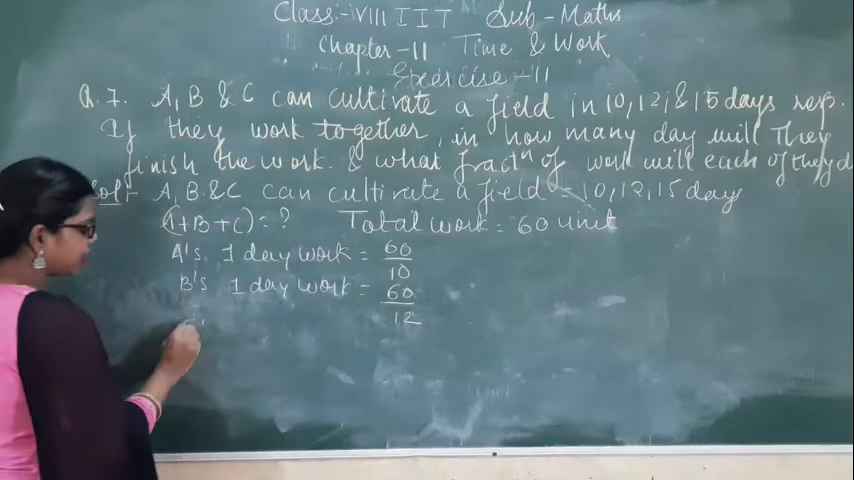 Class:-VIII IIT Sub-Maths
Chapter-11 Time & Work
Exercise-11
Q.7. A, B & C can cultivate a field in 10, 12, & 15 days resp.
If they work together, in how many day will they
finish the work. & what fractn of work will each of they d
Sol:- A, B & C can cultivate a field = 10, 12, 15 days
(A+B+C) = ? Total work = 60 unit
A's 1 day work = 60/10
B's 1 day work = 60/12